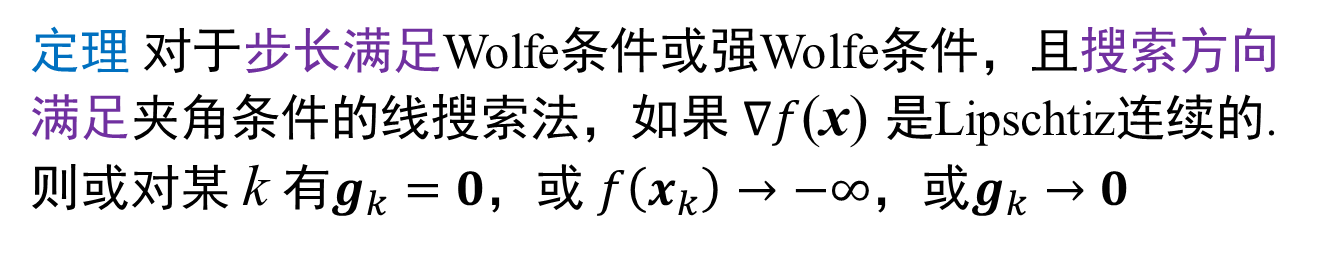 定理 对于步长满足Wolfe条件或强Wolfe条件，且搜索方向
满足夹角条件的线搜索法，如果 ∇f(x) 是Lipschtiz连续的.
则或对某 k 有gₖ = 0，或 f(xₖ) → −∞，或gₖ → 0